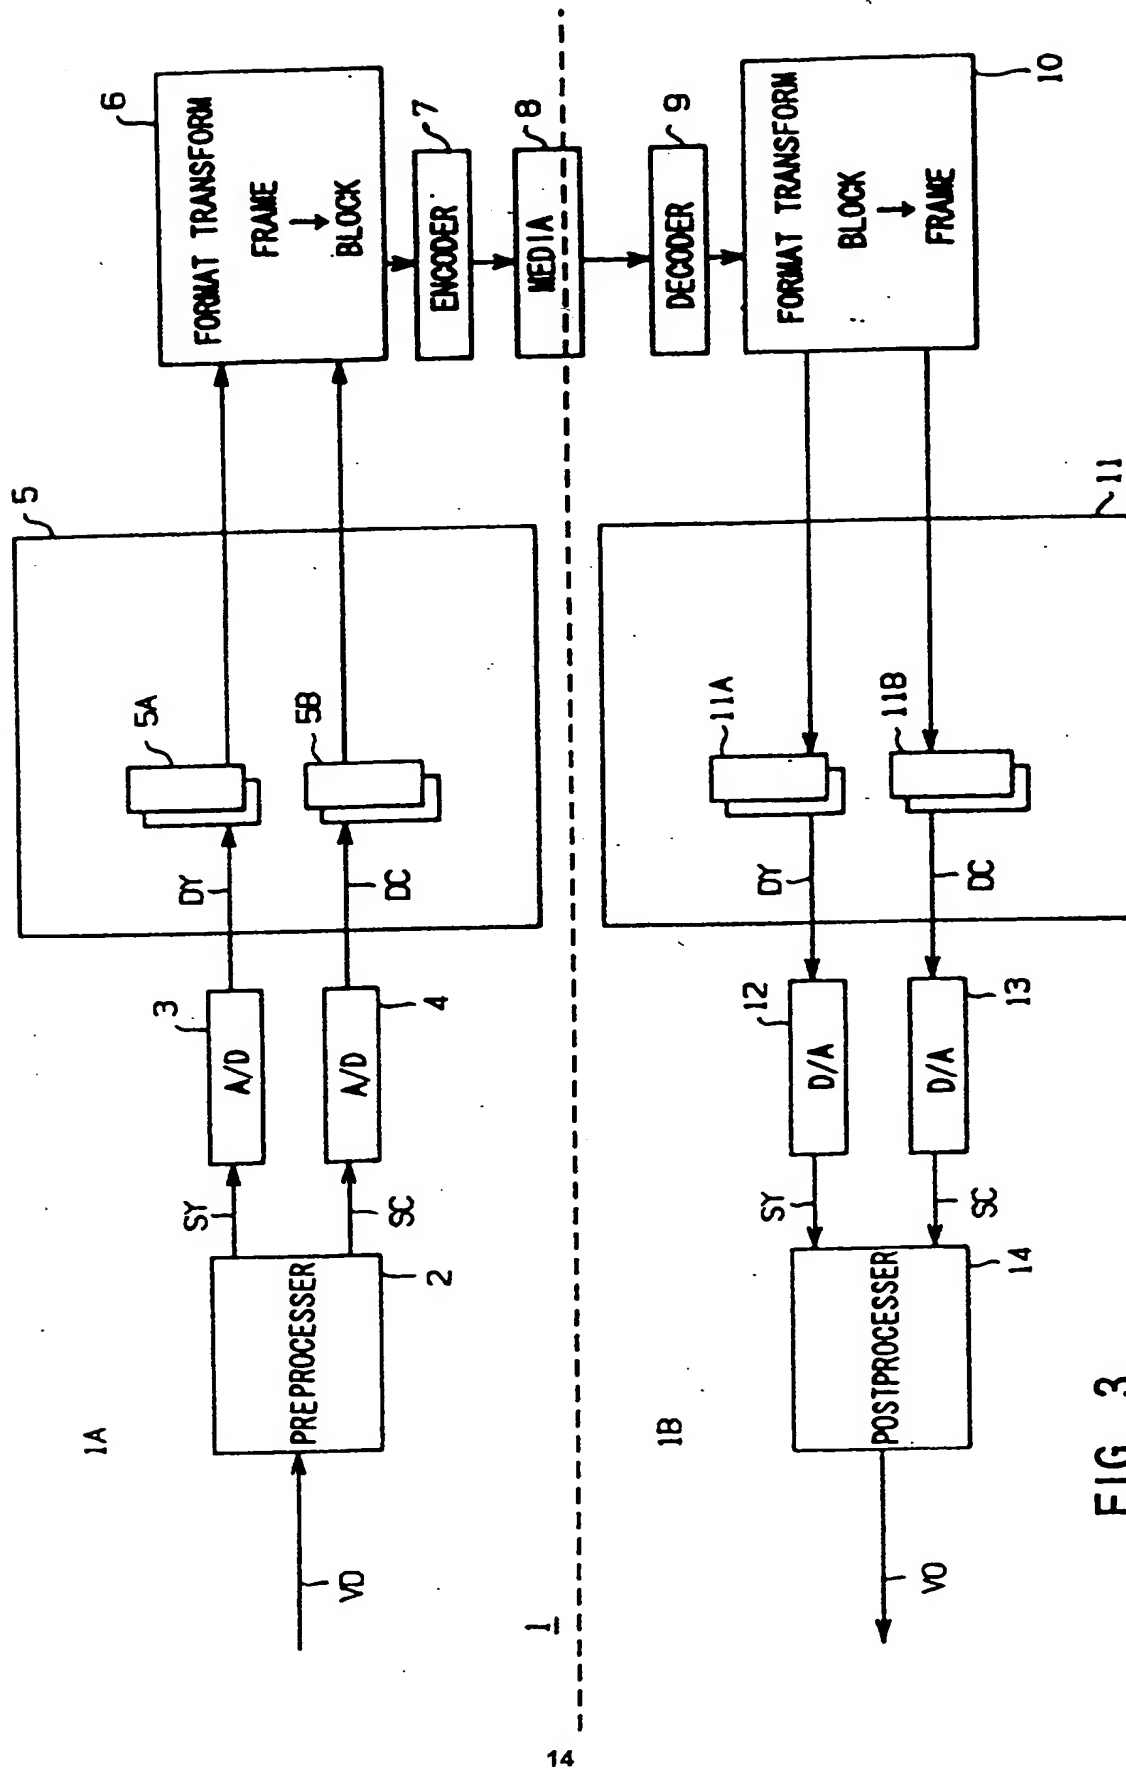 1A
VD
PREPROCESSER
2
SY
SC
3
A/D
A/D
4
DY
DC
5
5A
5B
6
FORMAT TRANSFORM
FRAME
BLOCK
ENCODER
7
MEDIA
8
1
1B
DECODER
9
FORMAT TRANSFORM
BLOCK
FRAME
10
11
11A
11B
DY
DC
12
D/A
D/A
13
SY
SC
POSTPROCESSER
14
VO
FIG 3
14